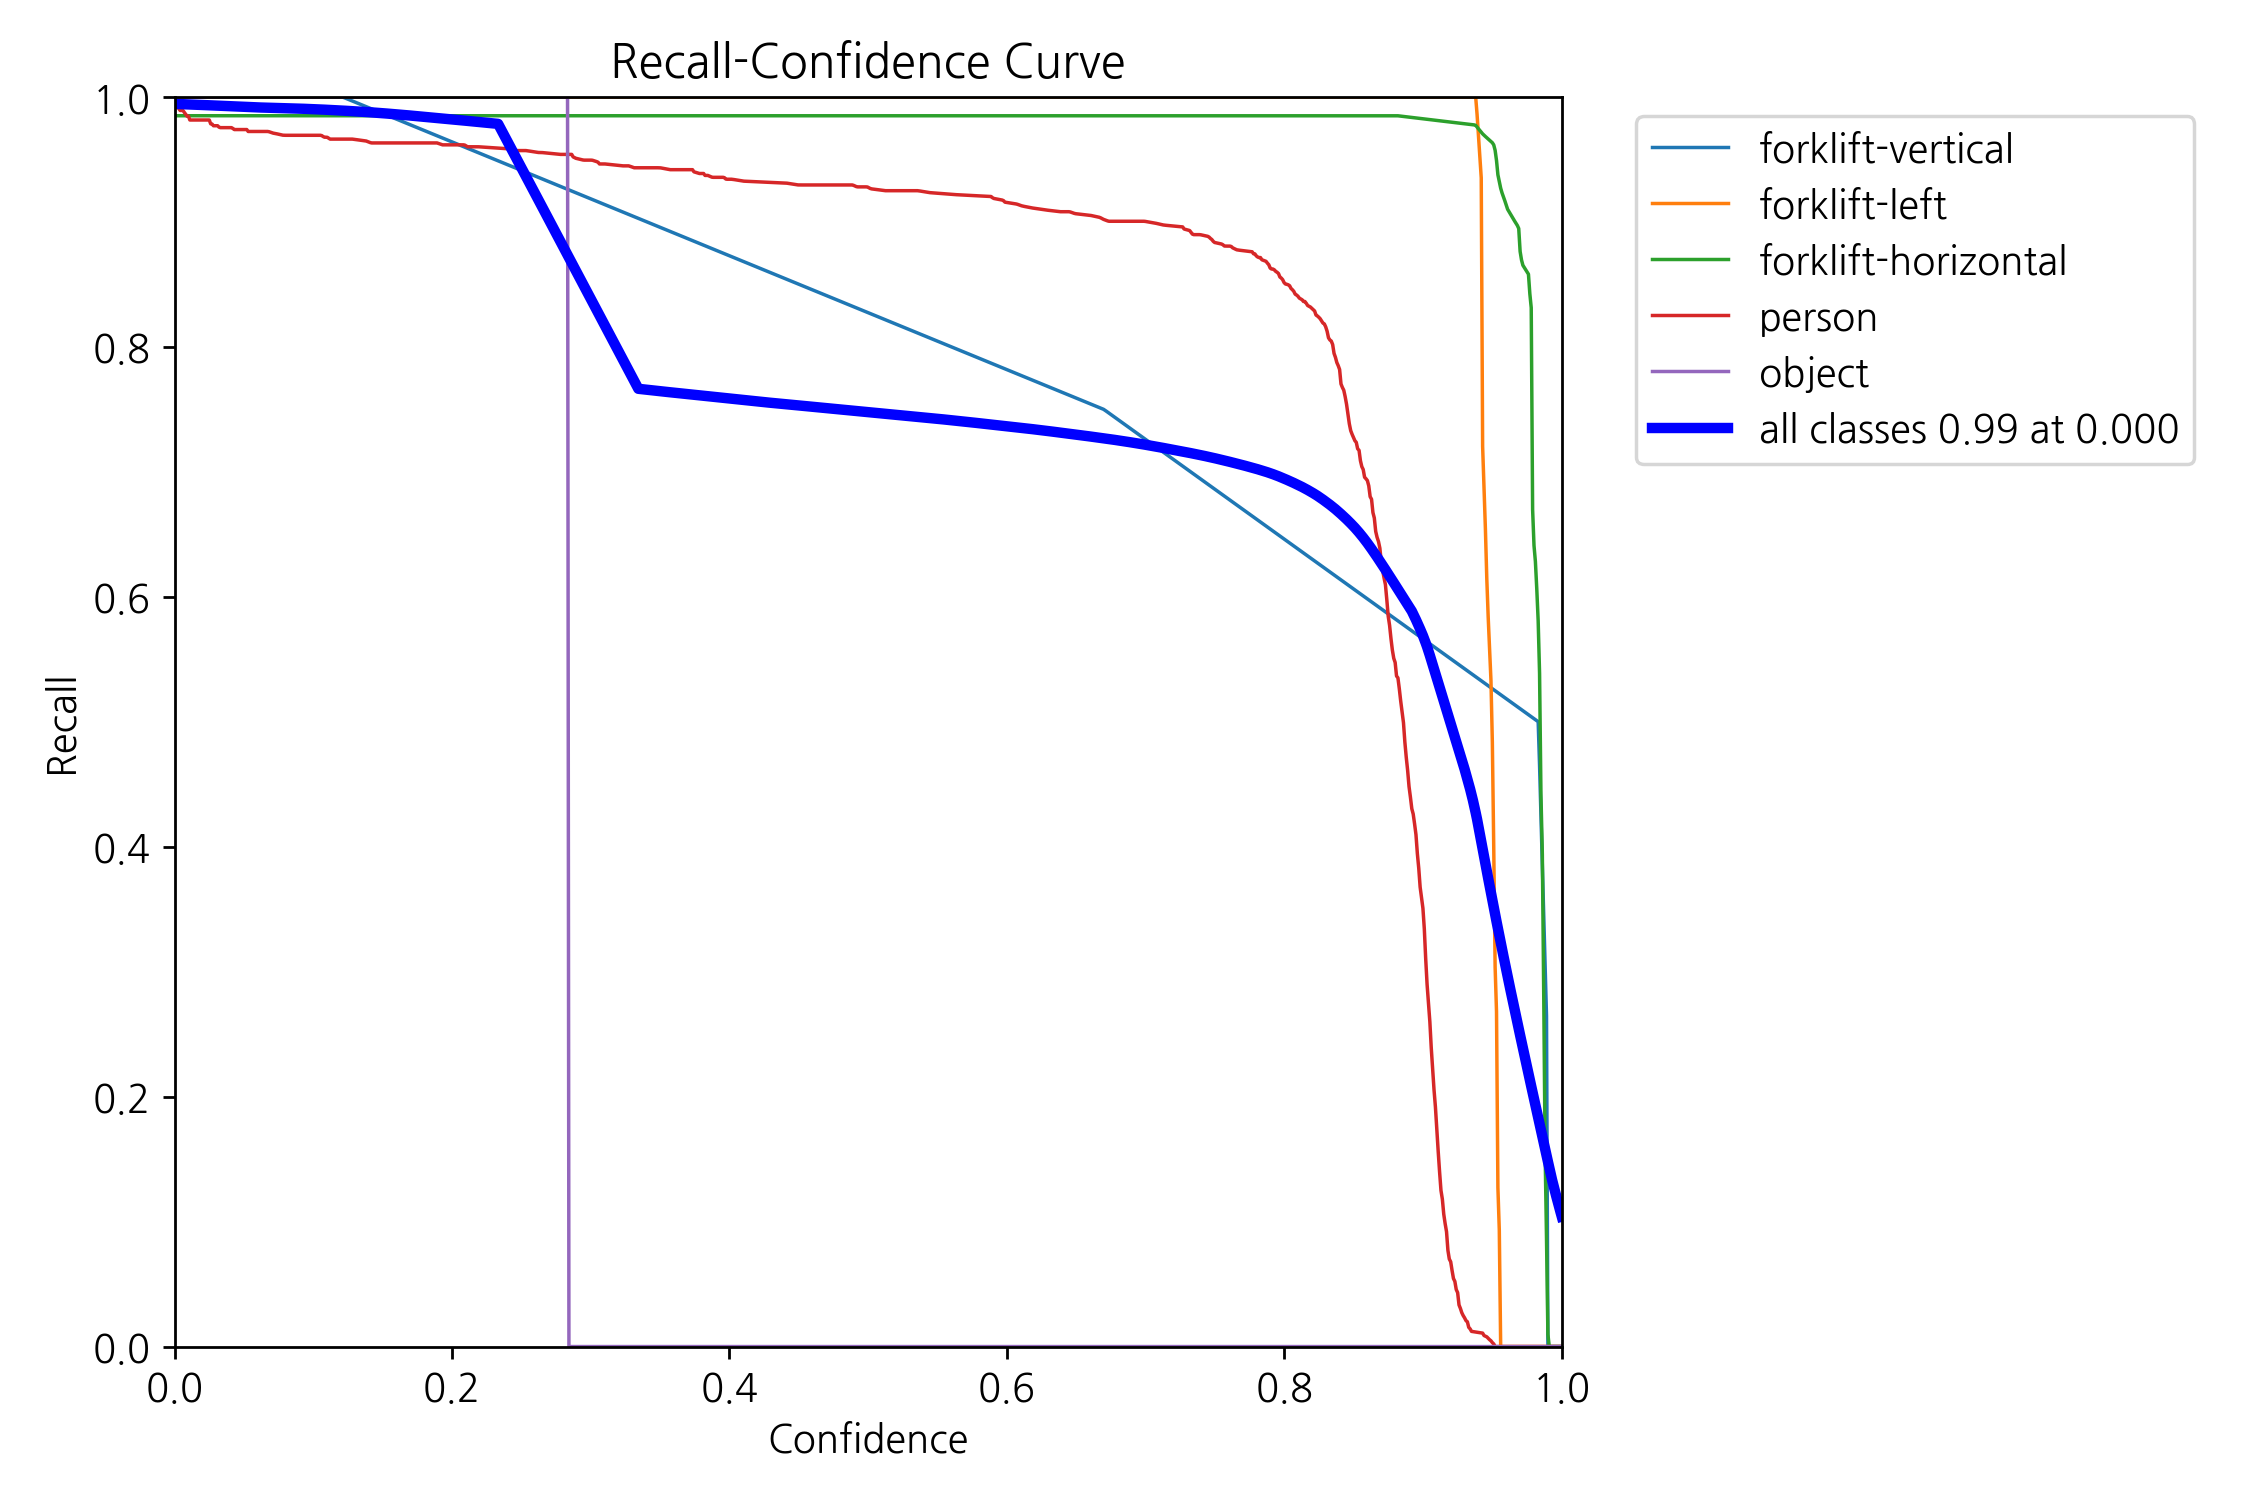 Recall-Confidence Curve
1.0
0.8
0.6
0.4
0.2
0.0
Recall
0.0 0.2 0.4 0.6 0.8 1.0
Confidence
forklift-vertical
forklift-left
forklift-horizontal
person
object
all classes 0.99 at 0.000